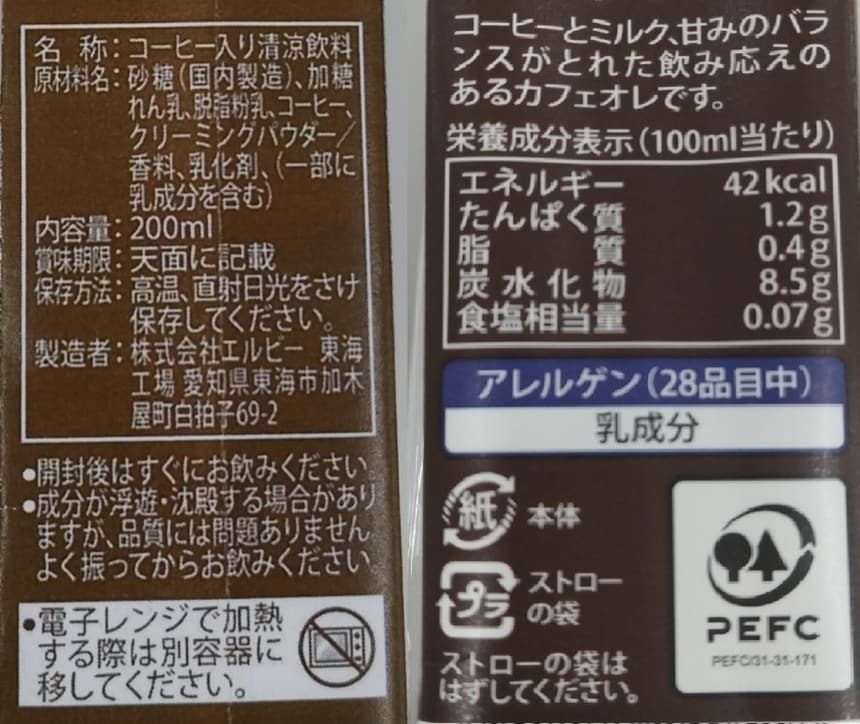 名称：コーヒー入り清涼飲料
原材料名：砂糖（国内製造）、加糖
れん乳、脱脂粉乳、コーヒー、
クリーミングパウダー／
香料、乳化剤、（一部に
乳成分を含む）
内容量：200ml
賞味期限：天面に記載
保存方法：高温、直射日光をさけ
保存してください。
製造者：株式会社エルビー 東海
工場 愛知県東海市加木
屋町白拍子69-2
●開封後はすぐにお飲みください。
●成分が浮遊・沈殿する場合があり
ますが、品質には問題ありません。
よく振ってからお飲みください。
●電子レンジで加熱
する際は別容器に
移してください。
コーヒーとミルク、甘みのバラ
ンスがとれた飲み応えの
あるカフェオレです。
栄養成分表示（100ml当たり）
エネルギー 42kcal
たんぱく質 1.2g
脂質 0.4g
炭水化物 8.5g
食塩相当量 0.07g
アレルゲン（28品目中）
乳成分
紙 本体
プラ ストロー
の袋
ストローの袋は
はずしてください。
PEFC
PEFC/31-31-171